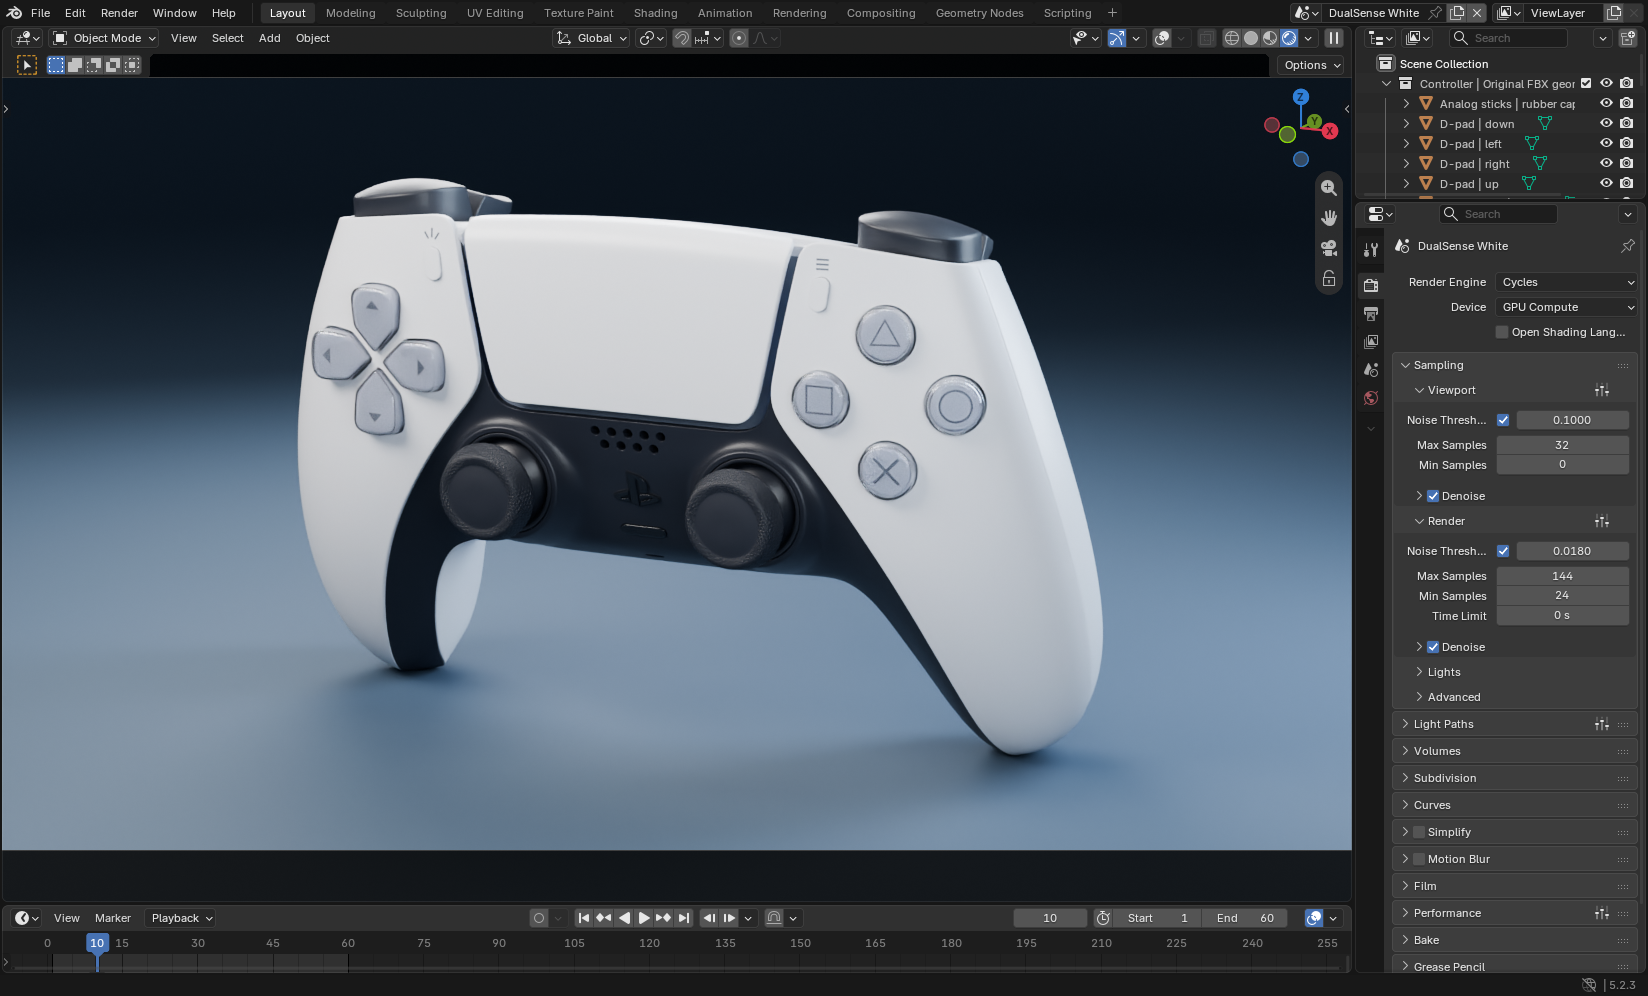 File Edit Render Window Help Layout Modeling Sculpting UV Editing Texture Paint Shading Animation Rendering Compositing Geometry Nodes Scripting + DualSense White ViewLayer
Object Mode View Select Add Object Global Search
Options
Scene Collection
Controller | Original FBX geor
Analog sticks | rubber cap
D-pad | down
D-pad | left
D-pad | right
D-pad | up
Z
Y
X
Search
DualSense White
Render Engine Cycles
Device GPU Compute
Open Shading Lang...
Sampling
Viewport
Noise Thresh... 0.1000
Max Samples 32
Min Samples 0
Denoise
Render
Noise Thresh... 0.0180
Max Samples 144
Min Samples 24
Time Limit 0 s
Denoise
Lights
Advanced
Light Paths
Volumes
Subdivision
Curves
Simplify
Motion Blur
Film
Performance
Bake
Grease Pencil
View Marker Playback 10 Start 1 End 60
0 10 15 30 45 60 75 90 105 120 135 150 165 180 195 210 225 240 255
5.2.3